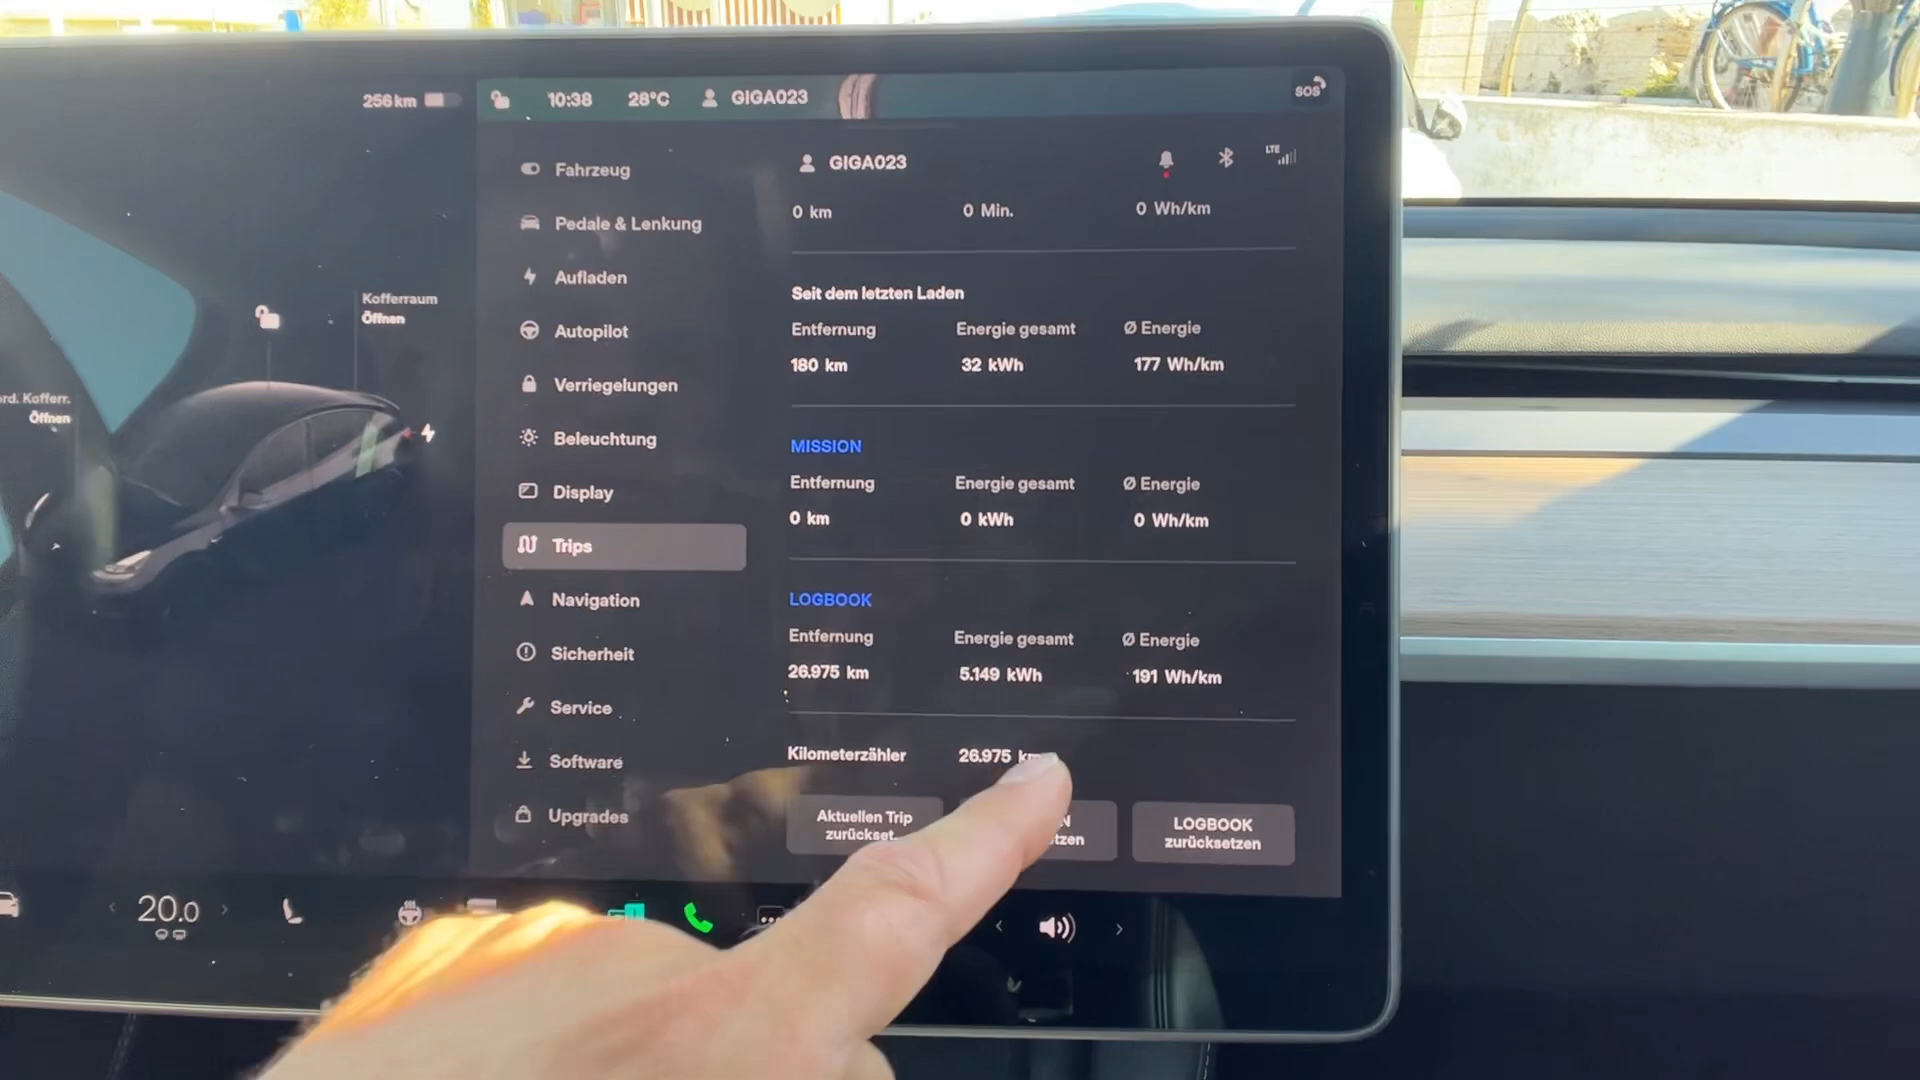 256 km
10:38 28°C GIGA023
SOS
Kofferraum
Öffnen
ord. Kofferr.
Öffnen
Fahrzeug
Pedale & Lenkung
Aufladen
Autopilot
Verriegelungen
Beleuchtung
Display
Trips
Navigation
Sicherheit
Service
Software
Upgrades
GIGA023
LTE
0 km 0 Min. 0 Wh/km
Seit dem letzten Laden
Entfernung Energie gesamt Ø Energie
180 km 32 kWh 177 Wh/km
MISSION
Entfernung Energie gesamt Ø Energie
0 km 0 kWh 0 Wh/km
LOGBOOK
Entfernung Energie gesamt Ø Energie
26.975 km 5.149 kWh 191 Wh/km
Kilometerzähler 26.975 km
Aktuellen Trip
zurückset...
N
etzen
LOGBOOK
zurücksetzen
20.0